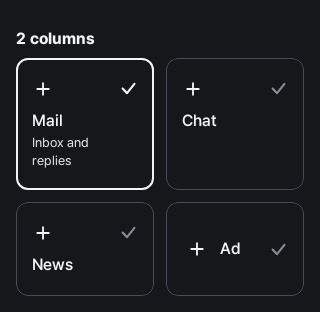 2 columns
Mail
Inbox and
replies
Chat
News
Ad